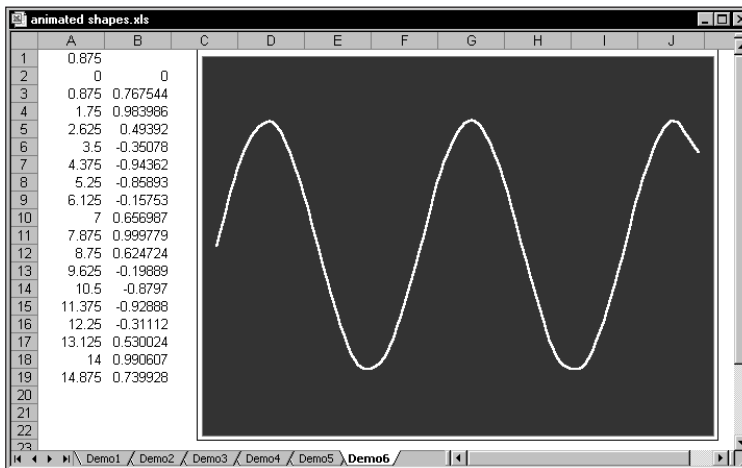 animated shapes.xls
A B C D E F G H I J
1 0.875
2 0 0
3 0.875 0.767544
4 1.75 0.983986
5 2.625 0.49392
6 3.5 -0.35078
7 4.375 -0.94362
8 5.25 -0.85893
9 6.125 -0.15753
10 7 0.656987
11 7.875 0.999779
12 8.75 0.624724
13 9.625 -0.19889
14 10.5 -0.8797
15 11.375 -0.92888
16 12.25 -0.31112
17 13.125 0.530024
18 14 0.990607
19 14.875 0.739928
20
21
22
23
Demo1 Demo2 Demo3 Demo4 Demo5 Demo6